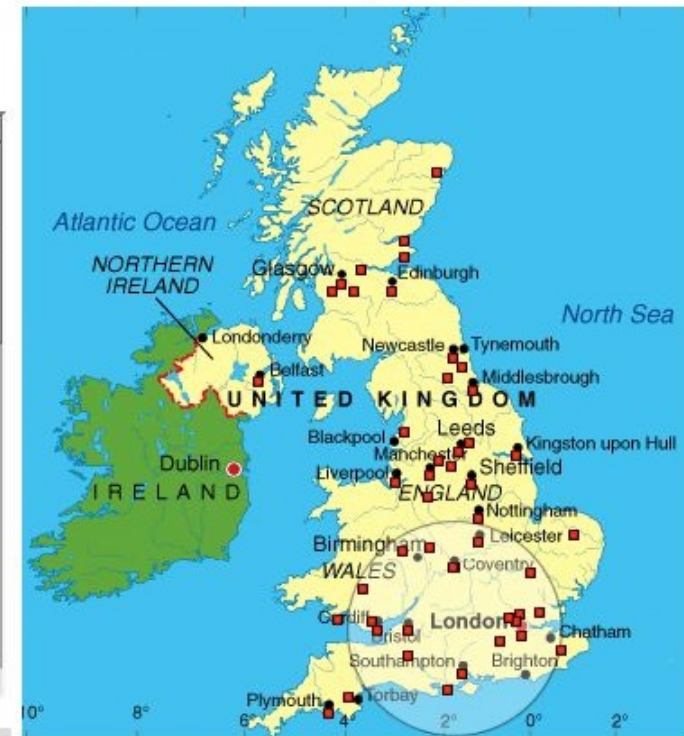 SCOTLAND
Atlantic Ocean
NORTHERN
IRELAND
Glasgow
Edinburgh
North Sea
Londonderry
Newcastle
Tynemouth
Belfast
Middlesbrough
UNITED KINGDOM
Blackpool
Leeds
Kingston upon Hull
Manchester
Dublin
Liverpool
Sheffield
IRELAND
ENGLAND
Nottingham
Birmingham
Leicester
WALES
Coventry
Cardiff
Bristol
London
Chatham
Southampton
Brighton
Plymouth
Torbay
10° 8° 6° 4° 2° 0° 2°